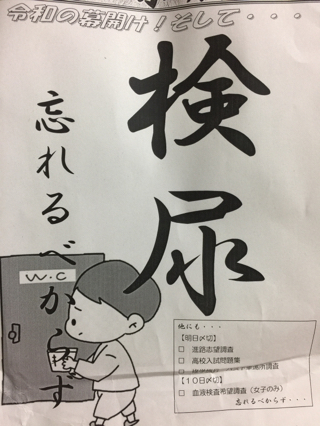 令和の幕開け！そして・・・
検尿
忘れるべからず
W.C
他にも・・・
【明日〆切】
□ 進路志望調査
□ 高校入試問題集
□
【10日〆切】
□ 血液検査希望調査（女子のみ）
忘れるべからず・・・